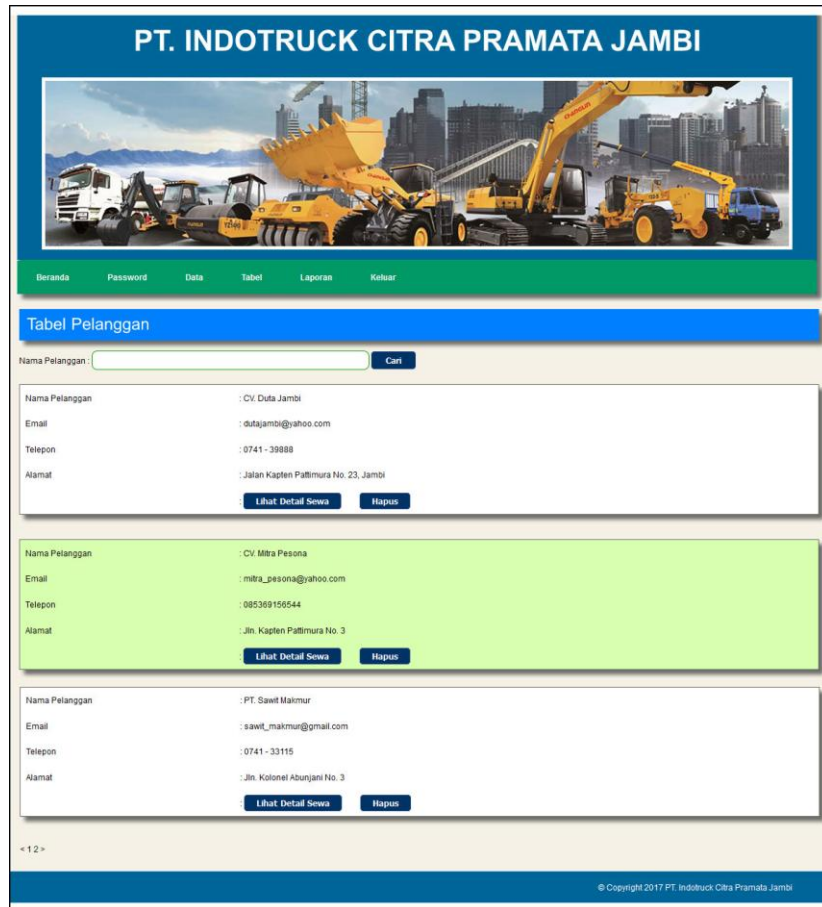 PT. INDOTRUCK CITRA PRAMATA JAMBI
Beranda Password Data Tabel Laporan Keluar
Tabel Pelanggan
Nama Pelanggan : Cari
Nama Pelanggan : CV. Duta Jambi
Email : dutajambi@yahoo.com
Telepon : 0741 - 39888
Alamat : Jalan Kapten Pattimura No. 23, Jambi
: Lihat Detail Sewa Hapus
Nama Pelanggan : CV. Mitra Pesona
Email : mitra_pesona@yahoo.com
Telepon : 085369156544
Alamat : Jln. Kapten Pattimura No. 3
: Lihat Detail Sewa Hapus
Nama Pelanggan : PT. Sawit Makmur
Email : sawit_makmur@gmail.com
Telepon : 0741 - 33115
Alamat : Jln. Kolonel Abunjani No. 3
: Lihat Detail Sewa Hapus
< 1 2 >
© Copyright 2017 PT. Indotruck Citra Pramata Jambi